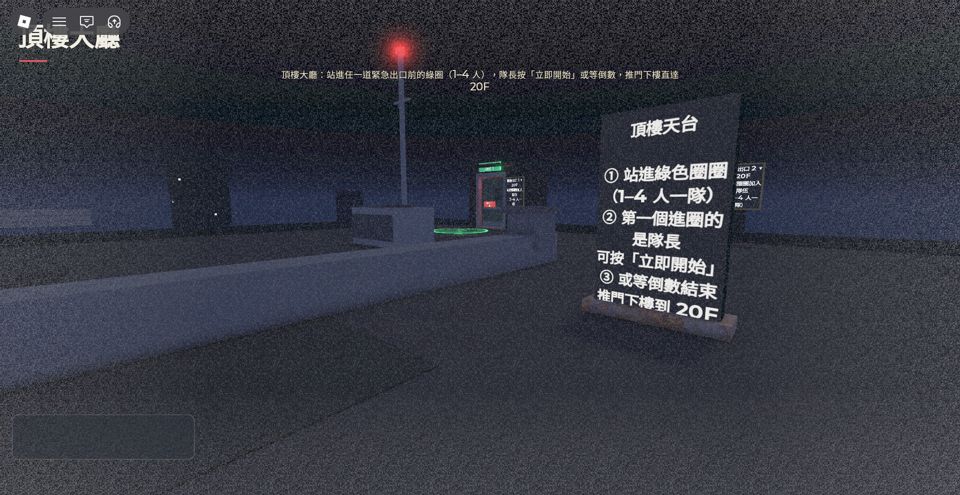 頂樓大廳
頂樓大廳：站進任一道緊急出口前的綠圈（1–4 人），隊長按「立即開始」或等倒數，推門下樓直達
20F
頂樓天台
① 站進綠色圈圈
（1–4 人一隊）
② 第一個進圈的
是隊長
可按「立即開始」
③ 或等倒數結束
推門下樓到 20F
出口 2
20F